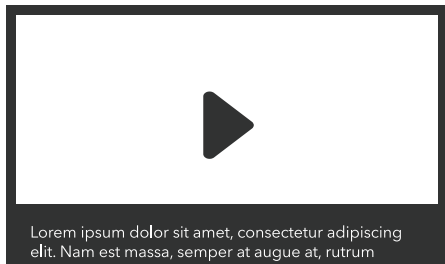 Lorem ipsum dolor sit amet, consectetur adipiscing
elit. Nam est massa, semper at augue at, rutrum